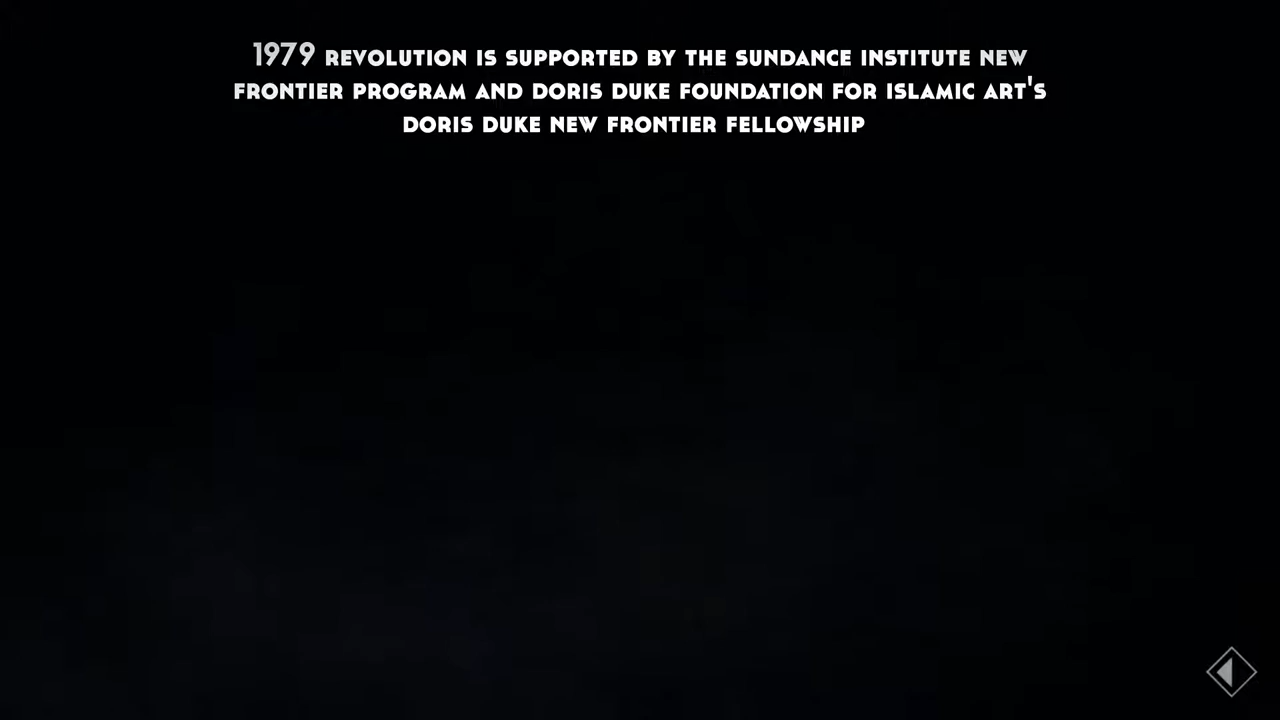 1979 REVOLUTION IS SUPPORTED BY THE SUNDANCE INSTITUTE NEW
FRONTIER PROGRAM AND DORIS DUKE FOUNDATION FOR ISLAMIC ART'S
DORIS DUKE NEW FRONTIER FELLOWSHIP